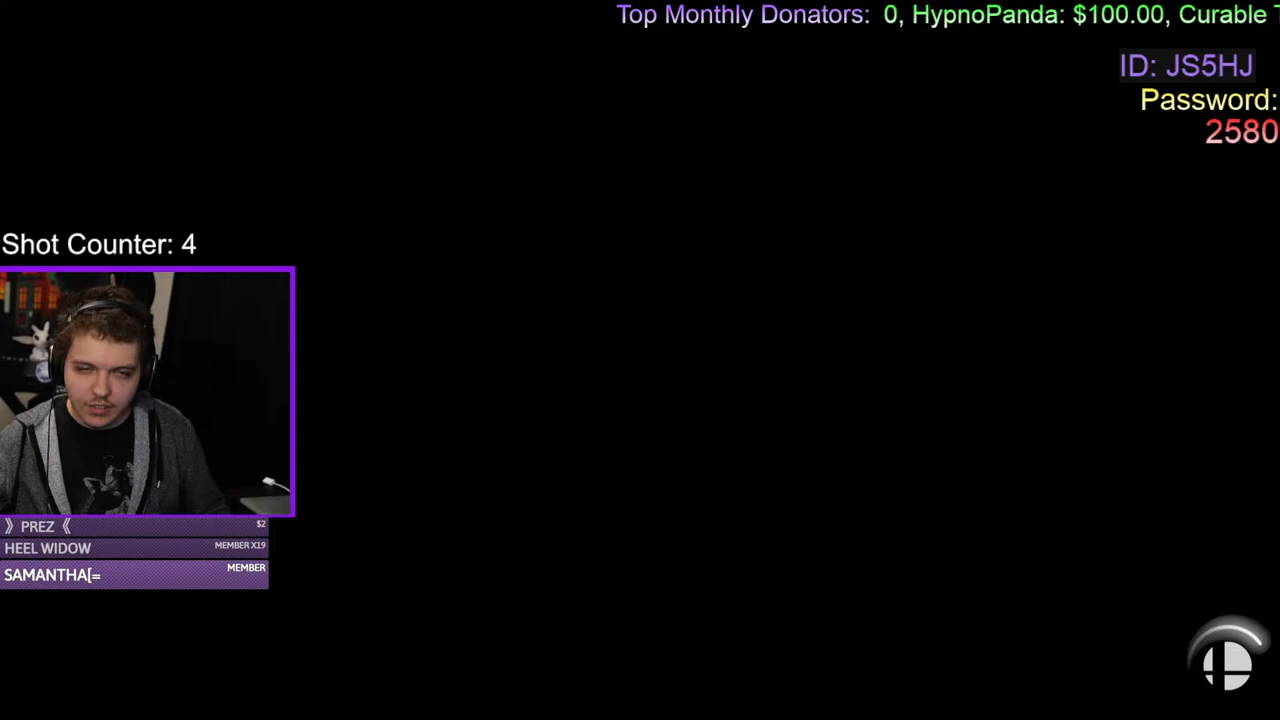 Top Monthly Donators: 0, HypnoPanda: $100.00, Curable
ID: JS5HJ
Password:
2580
Shot Counter: 4
》 PREZ 《 $2
HEEL WIDOW MEMBER X19
SAMANTHA[= MEMBER